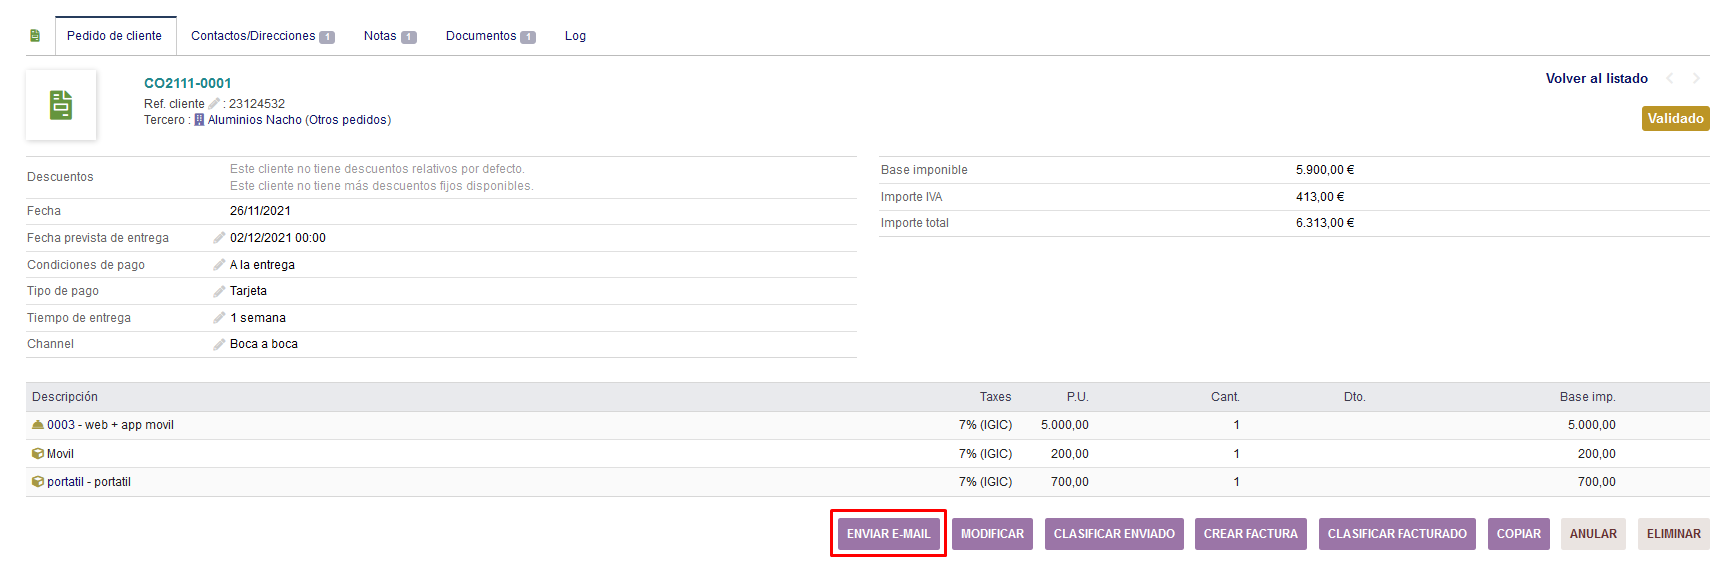 Pedido de cliente Contactos/Direcciones 1 Notas 1 Documentos 1 Log
CO2111-0001
Ref. cliente : 23124532
Tercero : Aluminios Nacho (Otros pedidos)
Volver al listado
Validado
Descuentos Este cliente no tiene descuentos relativos por defecto.
Este cliente no tiene más descuentos fijos disponibles.
Fecha 26/11/2021
Fecha prevista de entrega 02/12/2021 00:00
Condiciones de pago A la entrega
Tipo de pago Tarjeta
Tiempo de entrega 1 semana
Channel Boca a boca
Base imponible 5.900,00 €
Importe IVA 413,00 €
Importe total 6.313,00 €
Descripción Taxes P.U. Cant. Dto. Base imp.
0003 - web + app movil 7% (IGIC) 5.000,00 1 5.000,00
Movil 7% (IGIC) 200,00 1 200,00
portatil - portatil 7% (IGIC) 700,00 1 700,00
ENVIAR E-MAIL MODIFICAR CLASIFICAR ENVIADO CREAR FACTURA CLASIFICAR FACTURADO COPIAR ANULAR ELIMINAR